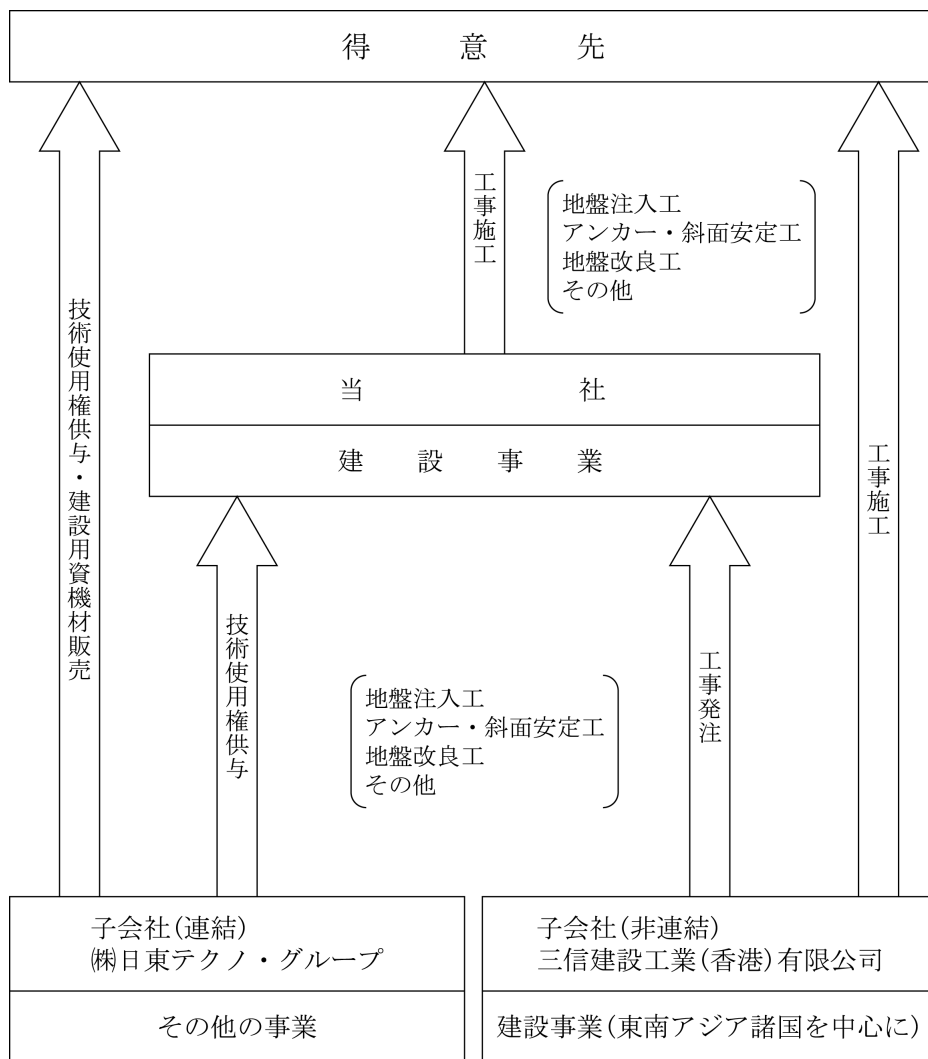 得意先
工事施工
地盤注入工
アンカー・斜面安定工
地盤改良工
その他
技術使用権供与・建設用資機材販売
当社
建設事業
工事施工
技術使用権供与
地盤注入工
アンカー・斜面安定工
地盤改良工
その他
工事発注
子会社(連結)
㈱日東テクノ・グループ
その他の事業
子会社(非連結)
三信建設工業(香港)有限公司
建設事業(東南アジア諸国を中心に)